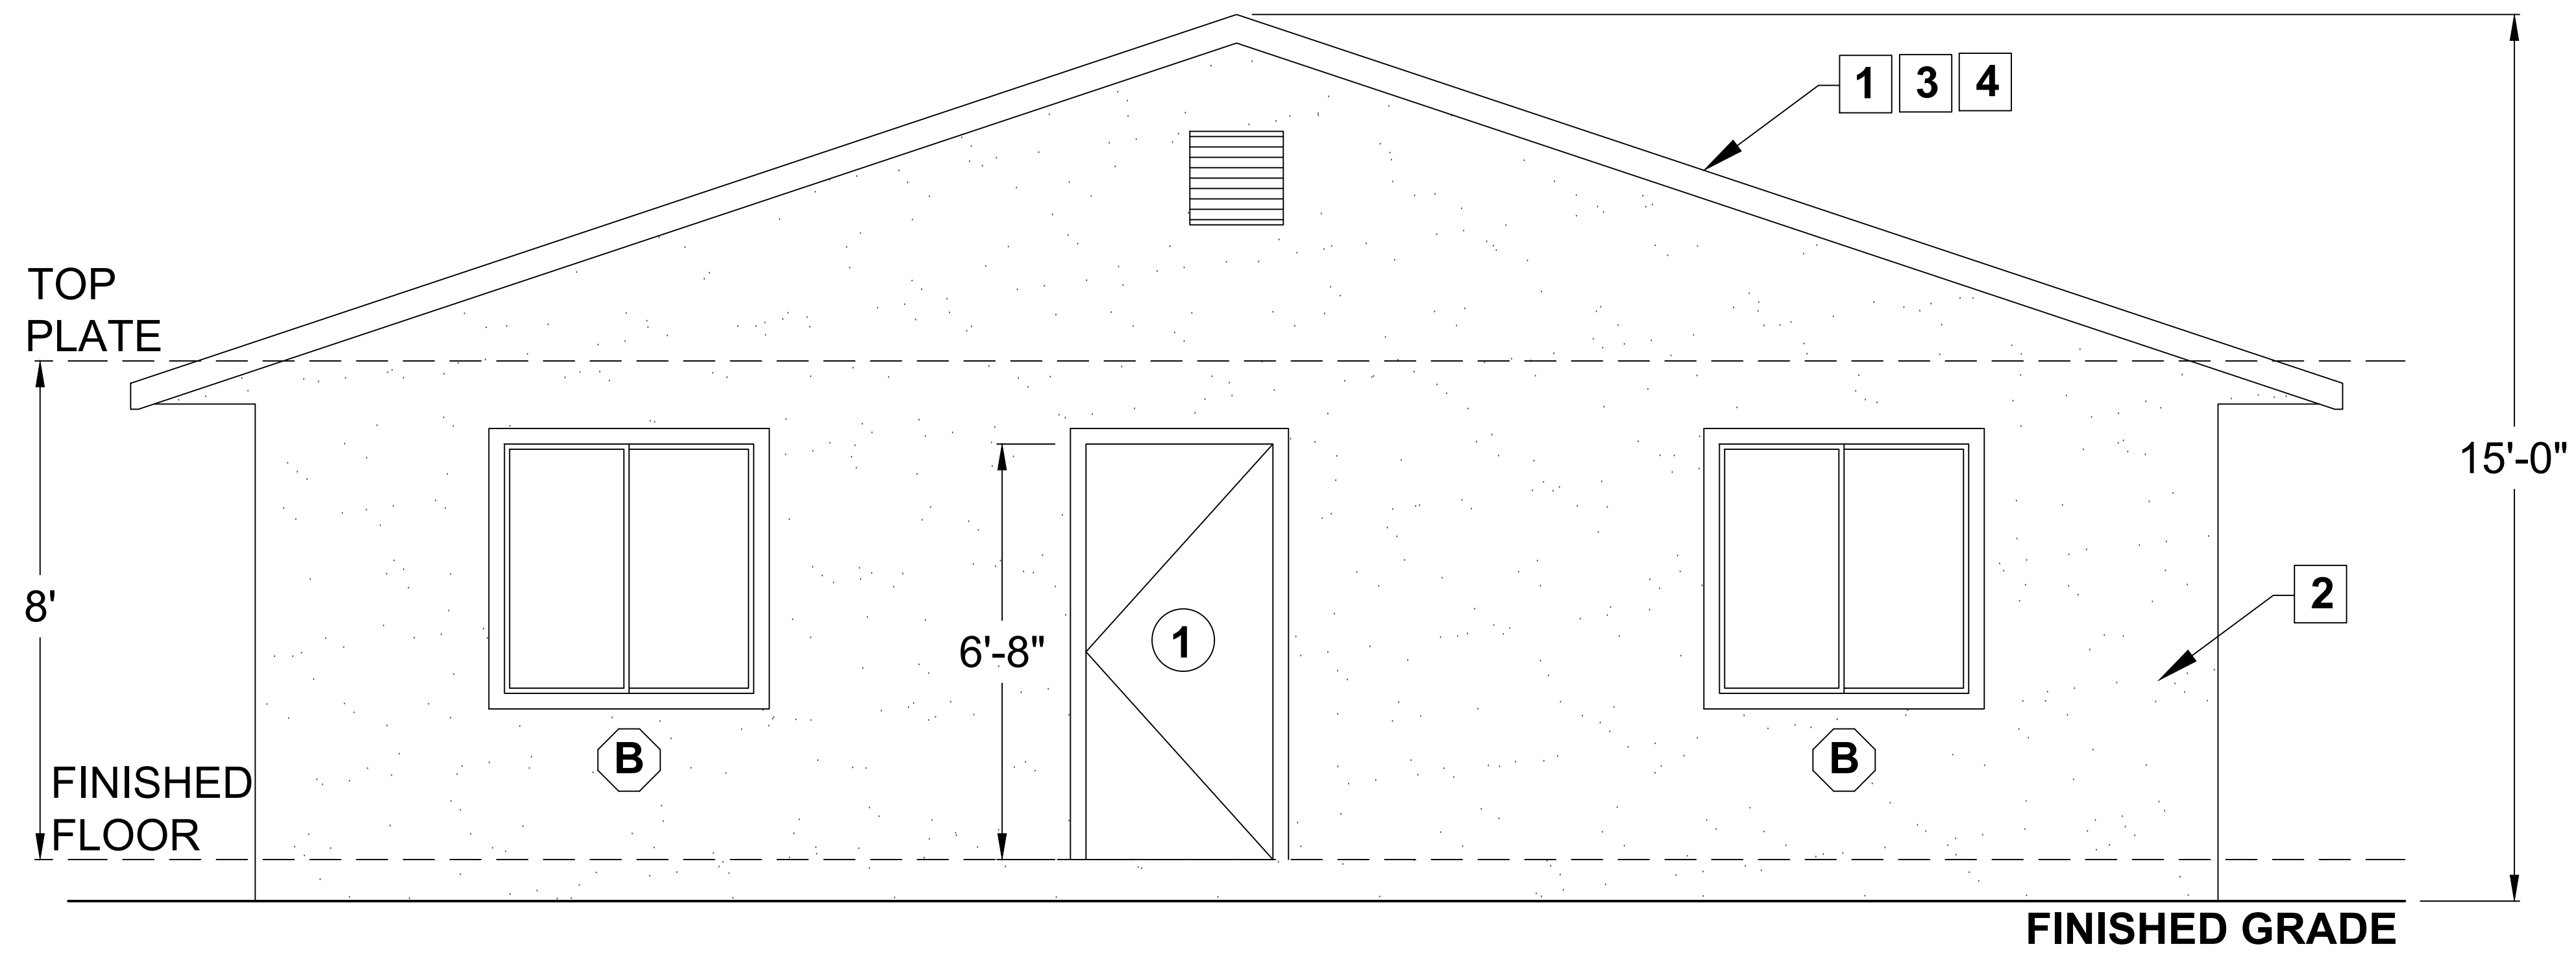 1 3 4
TOP
PLATE
15'-0"
8'
6'-8"
1
2
B
B
FINISHED
FLOOR
FINISHED GRADE